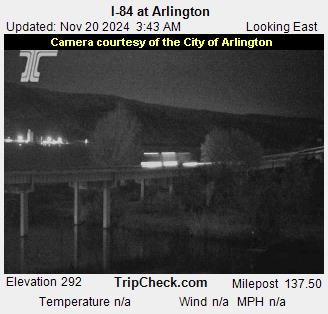 I-84 at Arlington
Updated: Nov 20 2024 3:43 AM Looking East
Camera courtesy of the City of Arlington
Elevation 292 TripCheck.com Milepost 137.50
Temperature n/a Wind n/a MPH n/a